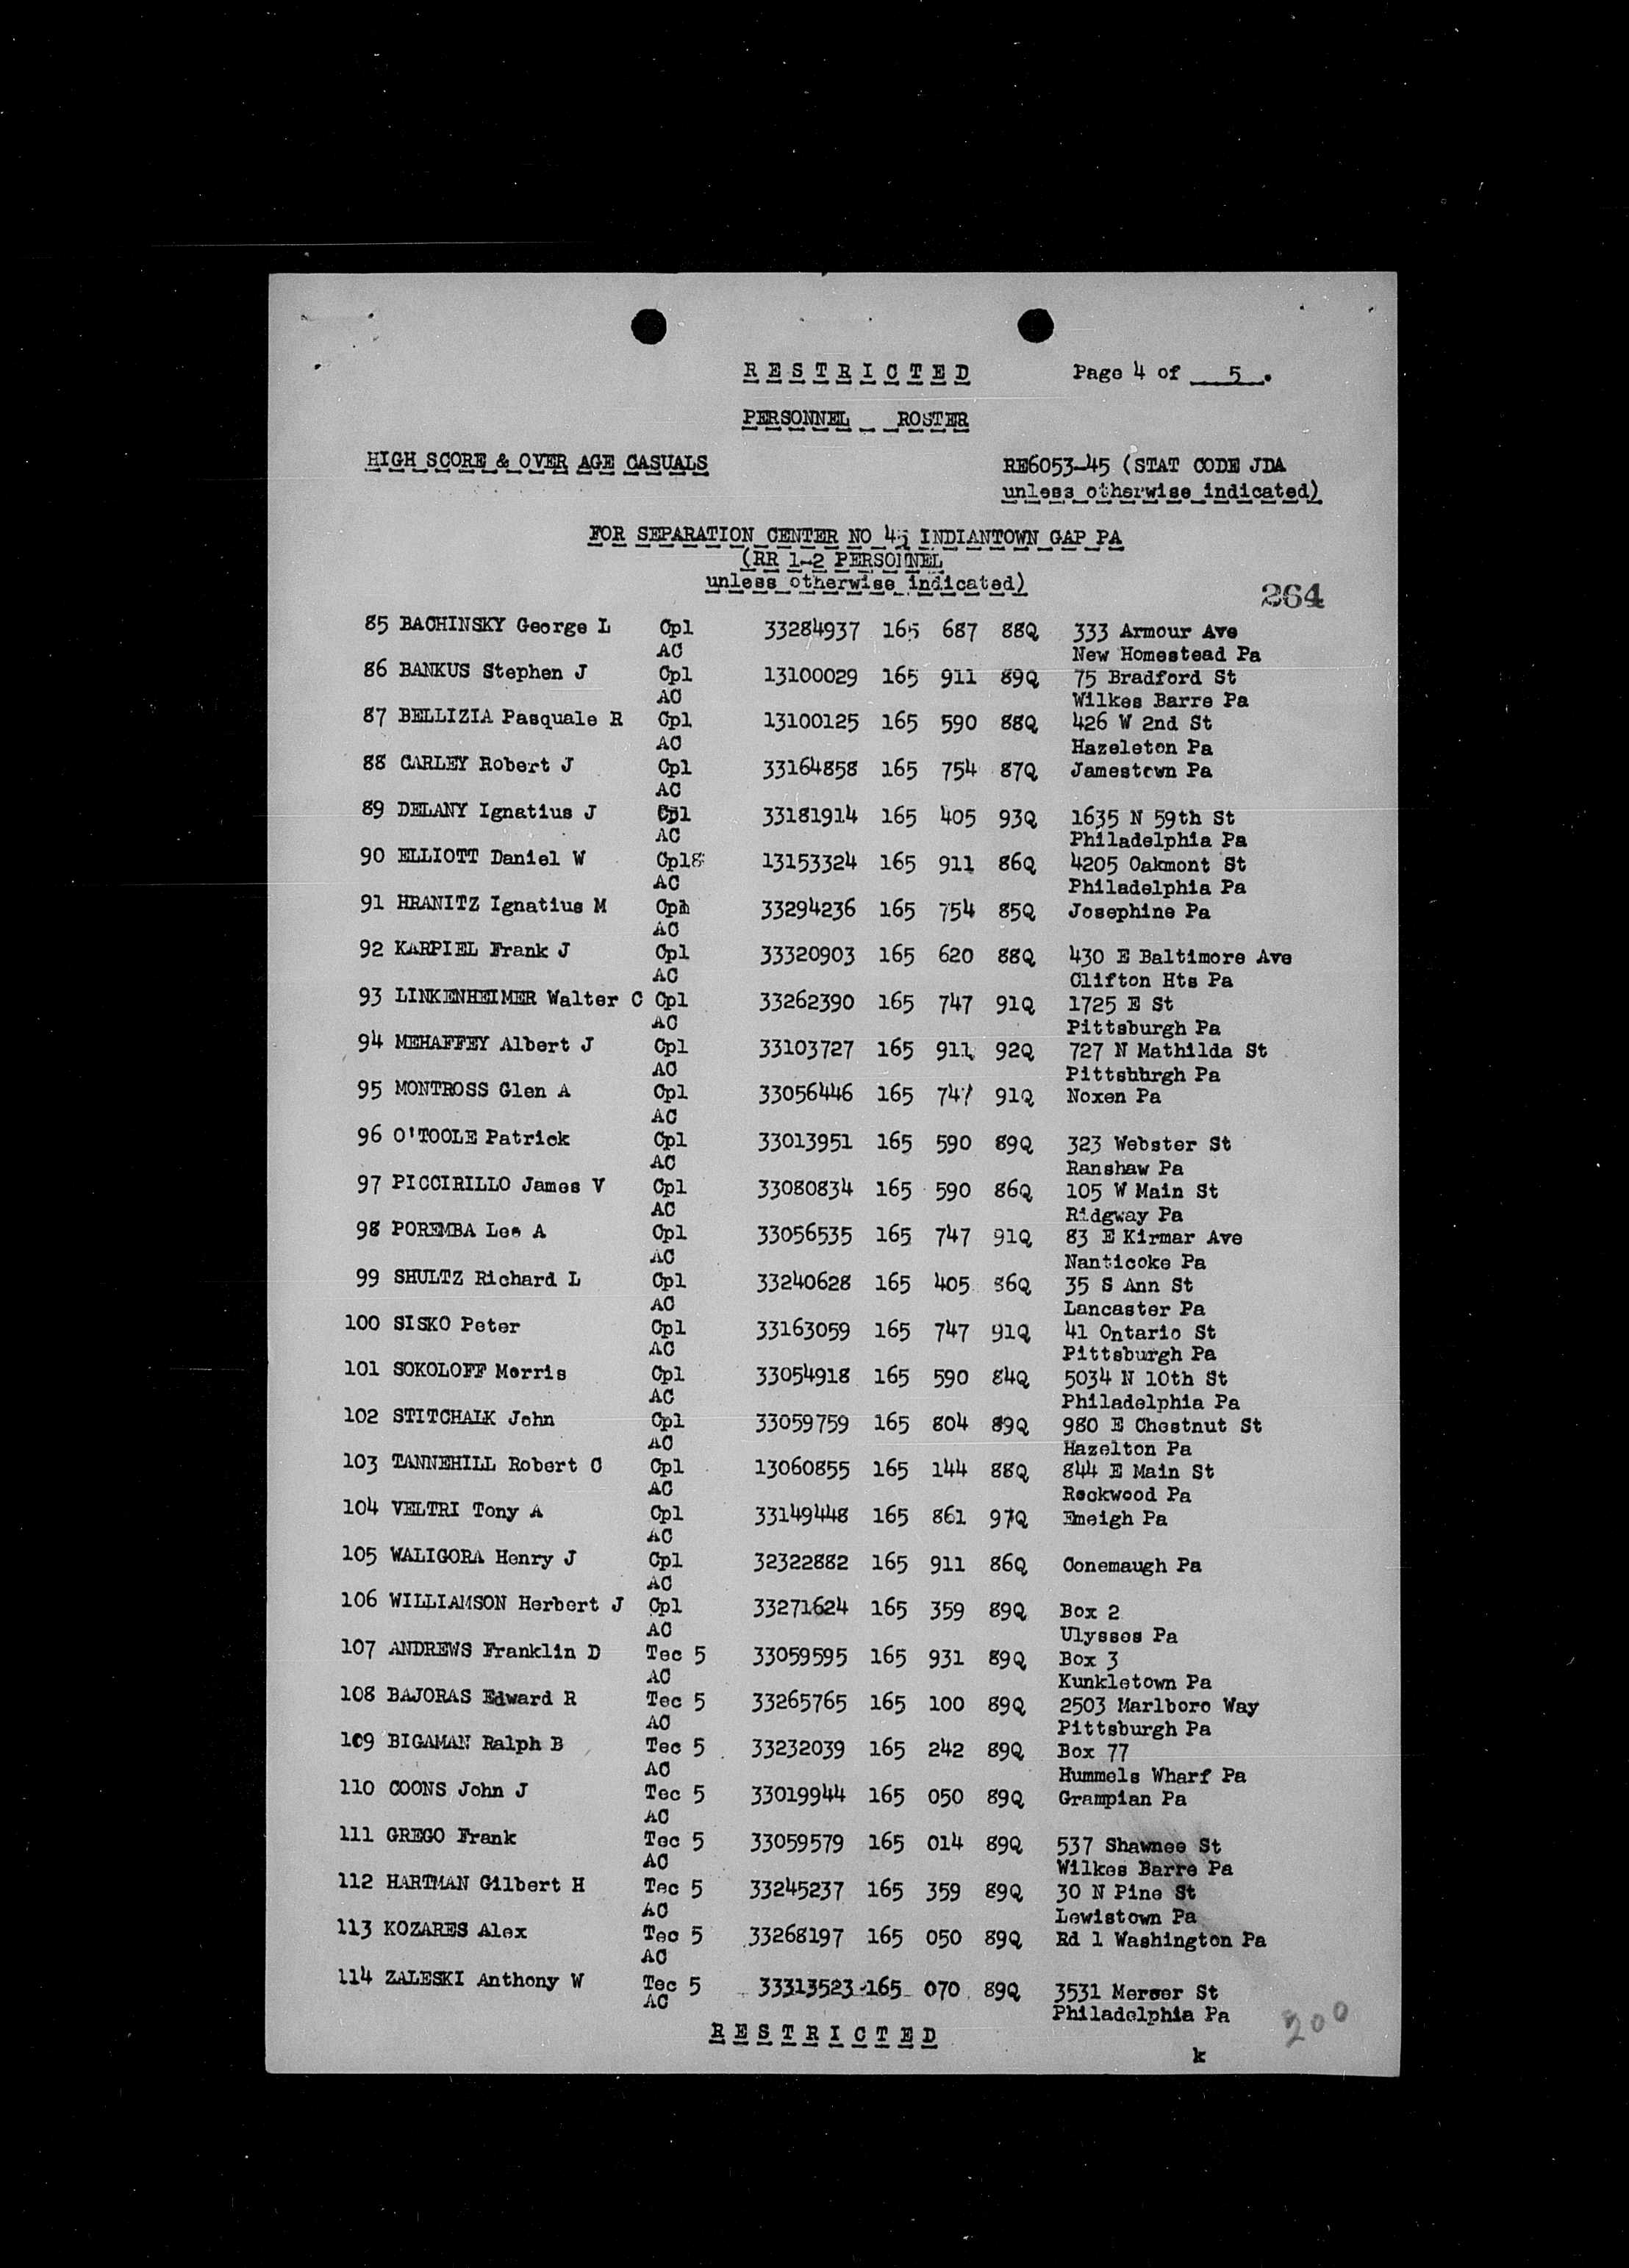 RESTRICTED Page 4 of 5.
PERSONNEL ROSTER
HIGH SCORE & OVER AGE CASUALS RE6053-45 (STAT CODE JDA
unless otherwise indicated)
FOR SEPARATION CENTER NO 45 INDIANTOWN GAP PA
(RR 1-2 PERSONNEL
unless otherwise indicated)
264
85 BACHINSKY George L Cpl 33284937 165 687 88Q 333 Armour Ave
AC New Homestead Pa
86 BANKUS Stephen J Cpl 13100029 165 911 89Q 75 Bradford St
AC Wilkes Barre Pa
87 BELLIZIA Pasquale R Cpl 13100125 165 590 88Q 426 W 2nd St
AC Hazeleton Pa
88 CARLEY Robert J Cpl 33164858 165 754 87Q Jamestown Pa
AC
89 DELANY Ignatius J Cpl 33181914 165 405 93Q 1635 N 59th St
AC Philadelphia Pa
90 ELLIOTT Daniel W Cpl 13153324 165 911 86Q 4205 Oakmont St
AC Philadelphia Pa
91 HRANITZ Ignatius M Cpl 33294236 165 754 85Q Josephine Pa
AC
92 KARPIEL Frank J Cpl 33320903 165 620 88Q 430 E Baltimore Ave
AC Clifton Hts Pa
93 LINKENHEIMER Walter C Cpl 33262390 165 747 91Q 1725 E St
AC Pittsburgh Pa
94 MEHAFFEY Albert J Cpl 33103727 165 911 92Q 727 N Mathilda St
AC Pittshhrgh Pa
95 MONTROSS Glen A Cpl 33056446 165 747 91Q Noxen Pa
AC
96 O'TOOLE Patrick Cpl 33013951 165 590 89Q 323 Webster St
AC Ranshaw Pa
97 PICCIRILLO James V Cpl 33080834 165 590 86Q 105 W Main St
AC Ridgway Pa
98 POREMBA Leo A Cpl 33056535 165 747 91Q 83 E Kirmar Ave
AC Nanticoke Pa
99 SHULTZ Richard L Cpl 33240628 165 405 86Q 35 S Ann St
AC Lancaster Pa
100 SISKO Peter Cpl 33163059 165 747 91Q 41 Ontario St
AC Pittsburgh Pa
101 SOKOLOFF Morris Cpl 33054918 165 590 84Q 5034 N 10th St
AC Philadelphia Pa
102 STITCHALK John Cpl 33059759 165 804 89Q 980 E Chestnut St
AC Hazelton Pa
103 TANNEHILL Robert C Cpl 13060855 165 144 88Q 844 E Main St
AC Rockwood Pa
104 VELTRI Tony A Cpl 33149448 165 861 97Q Emeigh Pa
AC
105 WALIGORA Henry J Cpl 32322882 165 911 86Q Conemaugh Pa
AC
106 WILLIAMSON Herbert J Cpl 33271624 165 359 89Q Box 2
AC Ulysses Pa
107 ANDREWS Franklin D Tec 5 33059595 165 931 89Q Box 3
AC Kunkletown Pa
108 BAJORAS Edward R Tec 5 33265765 165 100 89Q 2503 Marlboro Way
AC Pittsburgh Pa
109 BIGAMAN Ralph B Tec 5 33232039 165 242 89Q Box 77
AC Hummels Wharf Pa
110 COONS John J Tec 5 33019944 165 050 89Q Grampian Pa
AC
111 GREGO Frank Tec 5 33059579 165 014 89Q 537 Shawnee St
AC Wilkes Barre Pa
112 HARTMAN Gilbert H Tec 5 33245237 165 359 89Q 30 N Pine St
AC Lewistown Pa
113 KOZARES Alex Tec 5 33268197 165 050 89Q Rd 1 Washington Pa
AC
114 ZALESKI Anthony W Tec 5 33313523 165 070 89Q 3531 Mercer St
AC Philadelphia Pa
RESTRICTED 200
k